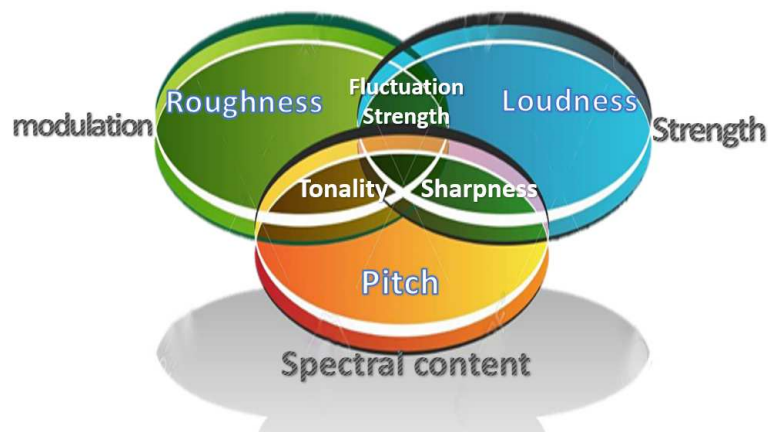 Fluctuation
Strength
Roughness
Loudness
modulation
Strength
Tonality
Sharpness
Pitch
Spectral content